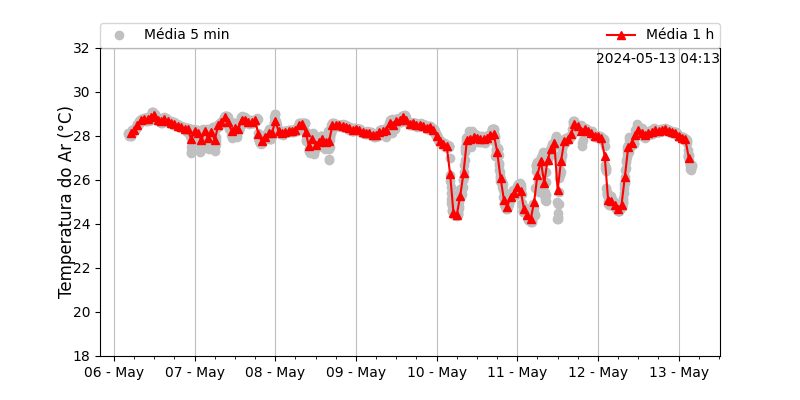 Média 5 min
Média 1 h
2024-05-13 04:13
Temperatura do Ar (°C)
32
30
28
26
24
22
20
18
06 - May
07 - May
08 - May
09 - May
10 - May
11 - May
12 - May
13 - May